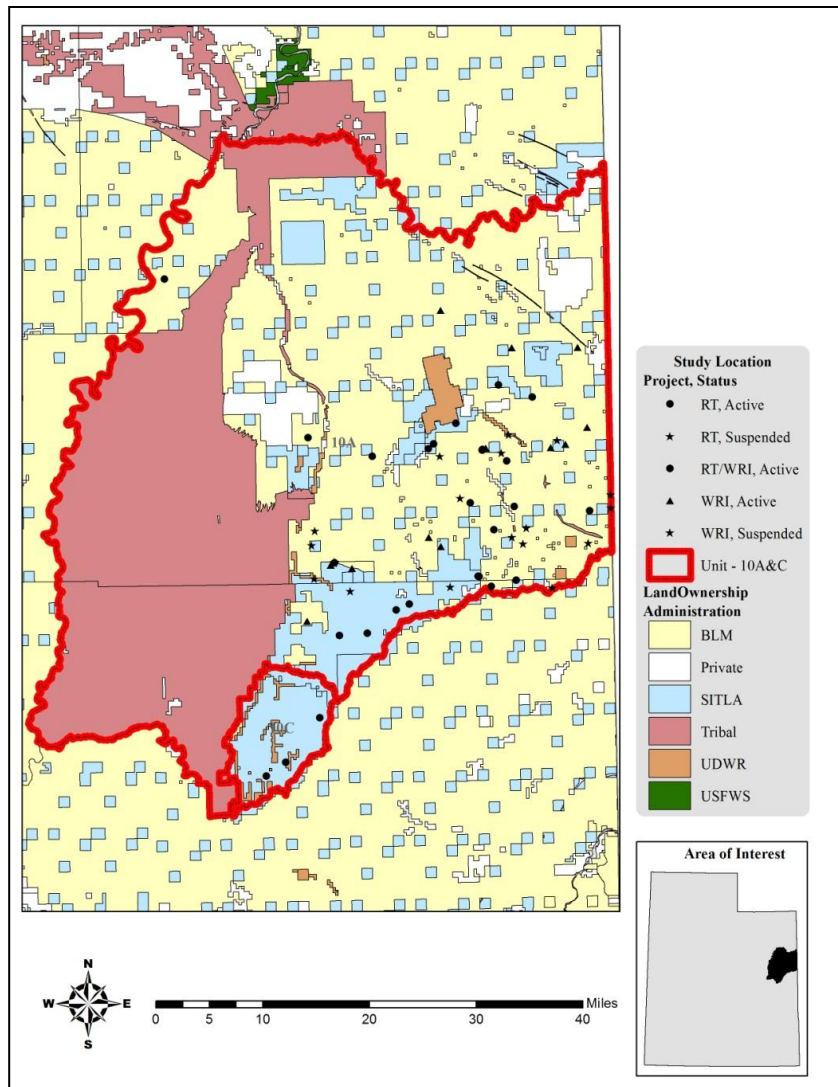 10A
10C
Study Location
Project, Status
RT, Active
RT, Suspended
RT/WRI, Active
WRI, Active
WRI, Suspended
Unit - 10A&C
LandOwnership
Administration
BLM
Private
SITLA
Tribal
UDWR
USFWS
Area of Interest
N
W E
S
Miles
0 5 10 20 30 40